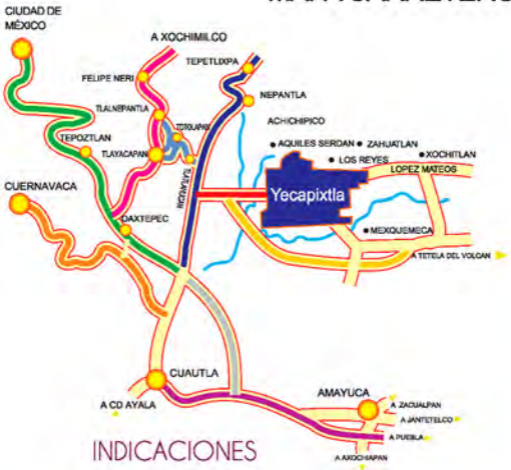 CIUDAD DE
MÉXICO
A XOCHIMILCO
TEPETLIXPA
FELIPE NERI
NEPANTLA
TLALNEPANTLA
ACHICHIPICO
TOTOLAPAN
AQUILES SERDAN
ZAHUATLAN
TEPOZTLAN
TLAYACAPAN
LOS REYES
XOCHITLAN
LOPEZ MATEOS
CUERNAVACA
Yecapixtla
OAXTEPEC
MEXQUEMECA
A TETELA DEL VOLCAN
CUAUTLA
AMAYUCA
A CD AYALA
A ZACUALPAN
A JANTETELCO
A PUEBLA
A AXOCHIAPAN
INDICACIONES